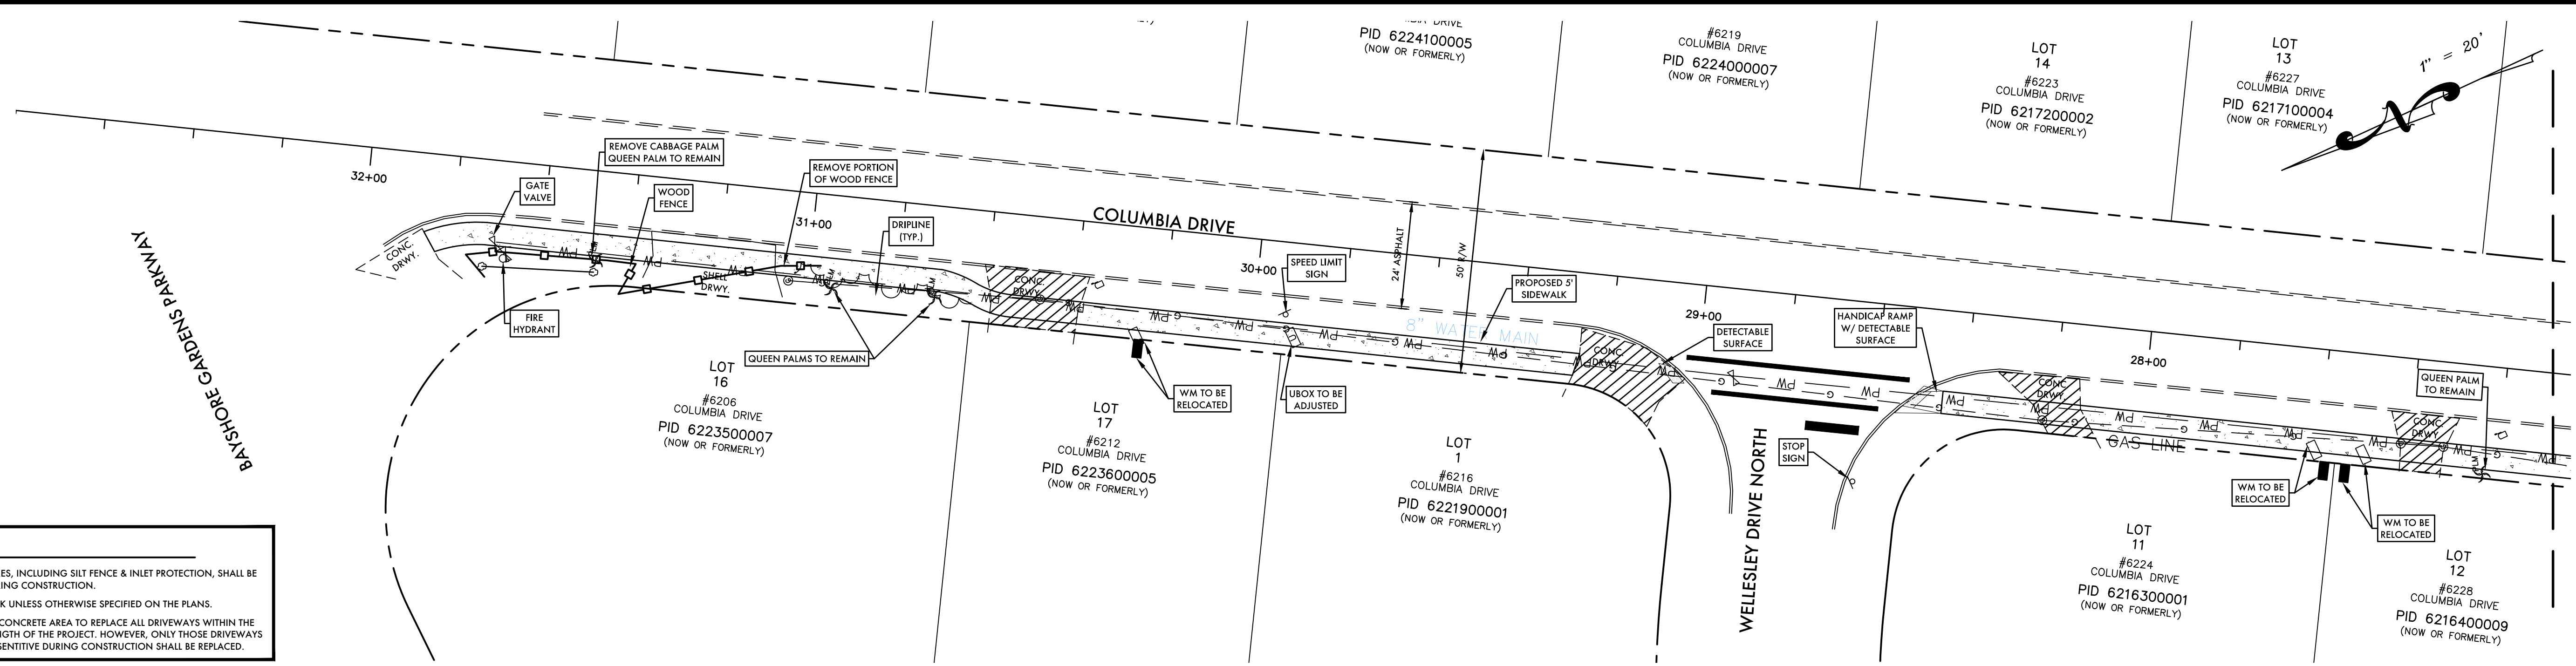 PID 6224100005
(NOW OR FORMERLY)
#6219
COLUMBIA DRIVE
PID 6224000007
(NOW OR FORMERLY)
LOT
14
#6223
COLUMBIA DRIVE
PID 6217200002
(NOW OR FORMERLY)
LOT
13
#6227
COLUMBIA DRIVE
PID 6217100004
(NOW OR FORMERLY)
1" = 20'
N
32+00
31+00
30+00
29+00
28+00
COLUMBIA DRIVE
BAYSHORE GARDENS PARKWAY
WELLESLEY DRIVE NORTH
GATE
VALVE
REMOVE CABBAGE PALM
QUEEN PALM TO REMAIN
WOOD
FENCE
REMOVE PORTION
OF WOOD FENCE
DRIPLINE
(TYP.)
SPEED LIMIT
SIGN
24' ASPHALT
50' R/W
PROPOSED 5'
SIDEWALK
DETECTABLE
SURFACE
HANDICAP RAMP
W/ DETECTABLE
SURFACE
QUEEN PALM
TO REMAIN
CONC.
DRWY.
SHELL
DRWY.
CONC.
DRWY.
8" WATER MAIN
CONC.
DRWY.
CONC.
DRWY.
CONC.
DRWY.
GAS LINE
FIRE
HYDRANT
QUEEN PALMS TO REMAIN
WM TO BE
RELOCATED
UBOX TO BE
ADJUSTED
STOP
SIGN
WM TO BE
RELOCATED
WM TO BE
RELOCATED
LOT
16
#6206
COLUMBIA DRIVE
PID 6223500007
(NOW OR FORMERLY)
LOT
17
#6212
COLUMBIA DRIVE
PID 6223600005
(NOW OR FORMERLY)
LOT
1
#6216
COLUMBIA DRIVE
PID 6221900001
(NOW OR FORMERLY)
LOT
11
#6224
COLUMBIA DRIVE
PID 6216300001
(NOW OR FORMERLY)
LOT
12
#6228
COLUMBIA DRIVE
PID 6216400009
(NOW OR FORMERLY)
ES, INCLUDING SILT FENCE & INLET PROTECTION, SHALL BE
ING CONSTRUCTION.
K UNLESS OTHERWISE SPECIFIED ON THE PLANS.
CONCRETE AREA TO REPLACE ALL DRIVEWAYS WITHIN THE
GTH OF THE PROJECT. HOWEVER, ONLY THOSE DRIVEWAYS
SENTITIVE DURING CONSTRUCTION SHALL BE REPLACED.